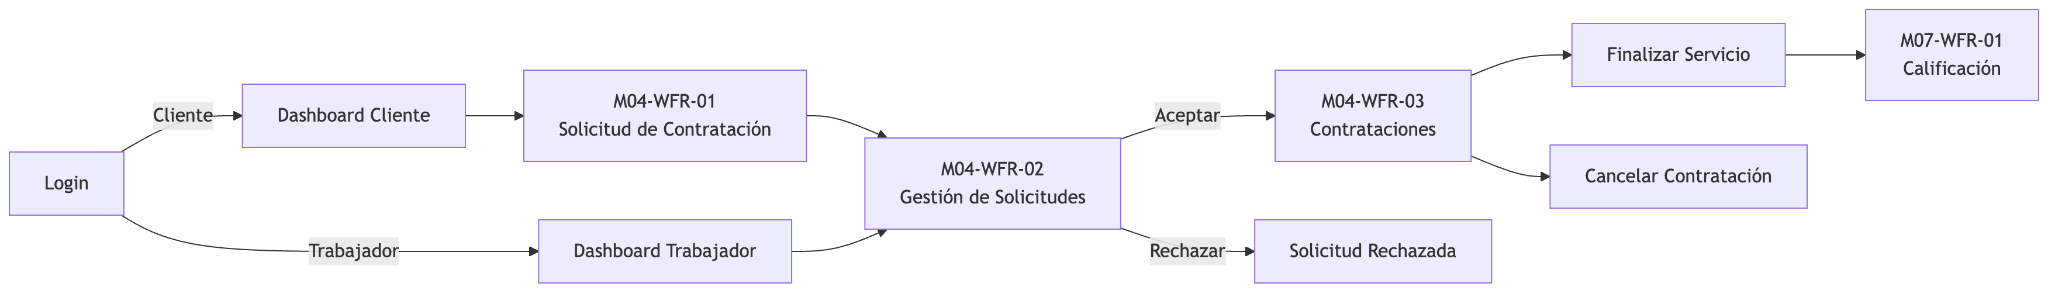 Login
Cliente
Trabajador
Dashboard Cliente
M04-WFR-01
Solicitud de Contratación
Dashboard Trabajador
M04-WFR-02
Gestión de Solicitudes
Aceptar
Rechazar
M04-WFR-03
Contrataciones
Solicitud Rechazada
Finalizar Servicio
Cancelar Contratación
M07-WFR-01
Calificación